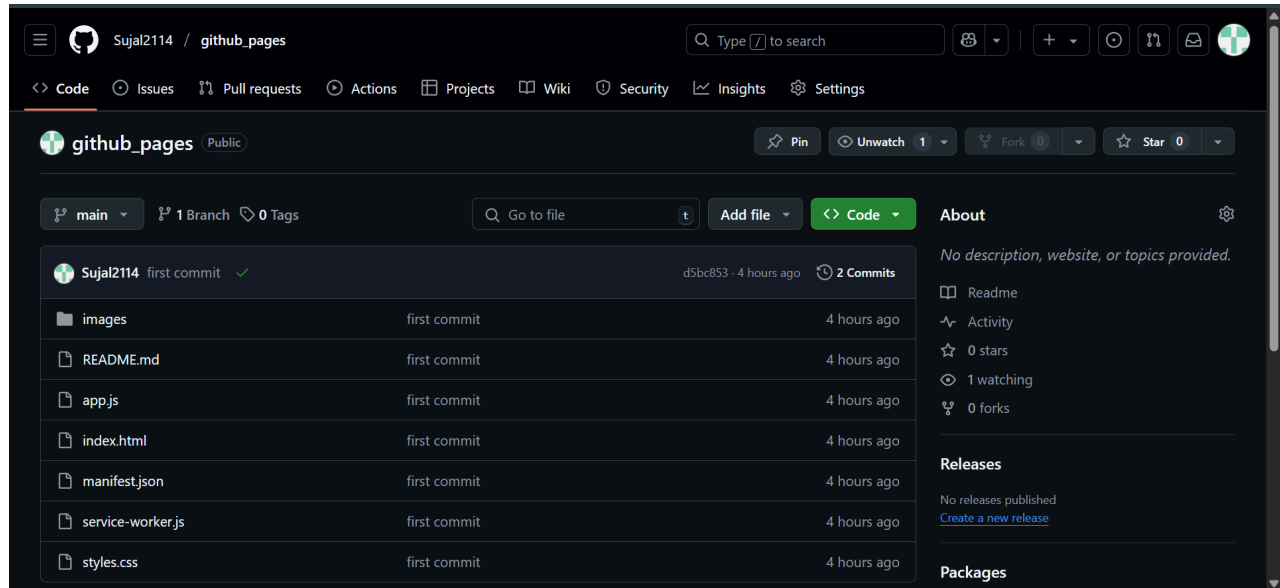 Sujal2114 / github_pages
Type / to search
Code Issues Pull requests Actions Projects Wiki Security Insights Settings
github_pages Public
Pin Unwatch 1 Fork 0 Star 0
main 1 Branch 0 Tags Go to file t Add file Code
Sujal2114 first commit d5bc853 · 4 hours ago 2 Commits
images first commit 4 hours ago
README.md first commit 4 hours ago
app.js first commit 4 hours ago
index.html first commit 4 hours ago
manifest.json first commit 4 hours ago
service-worker.js first commit 4 hours ago
styles.css first commit 4 hours ago
About
No description, website, or topics provided.
Readme
Activity
0 stars
1 watching
0 forks
Releases
No releases published
Create a new release
Packages